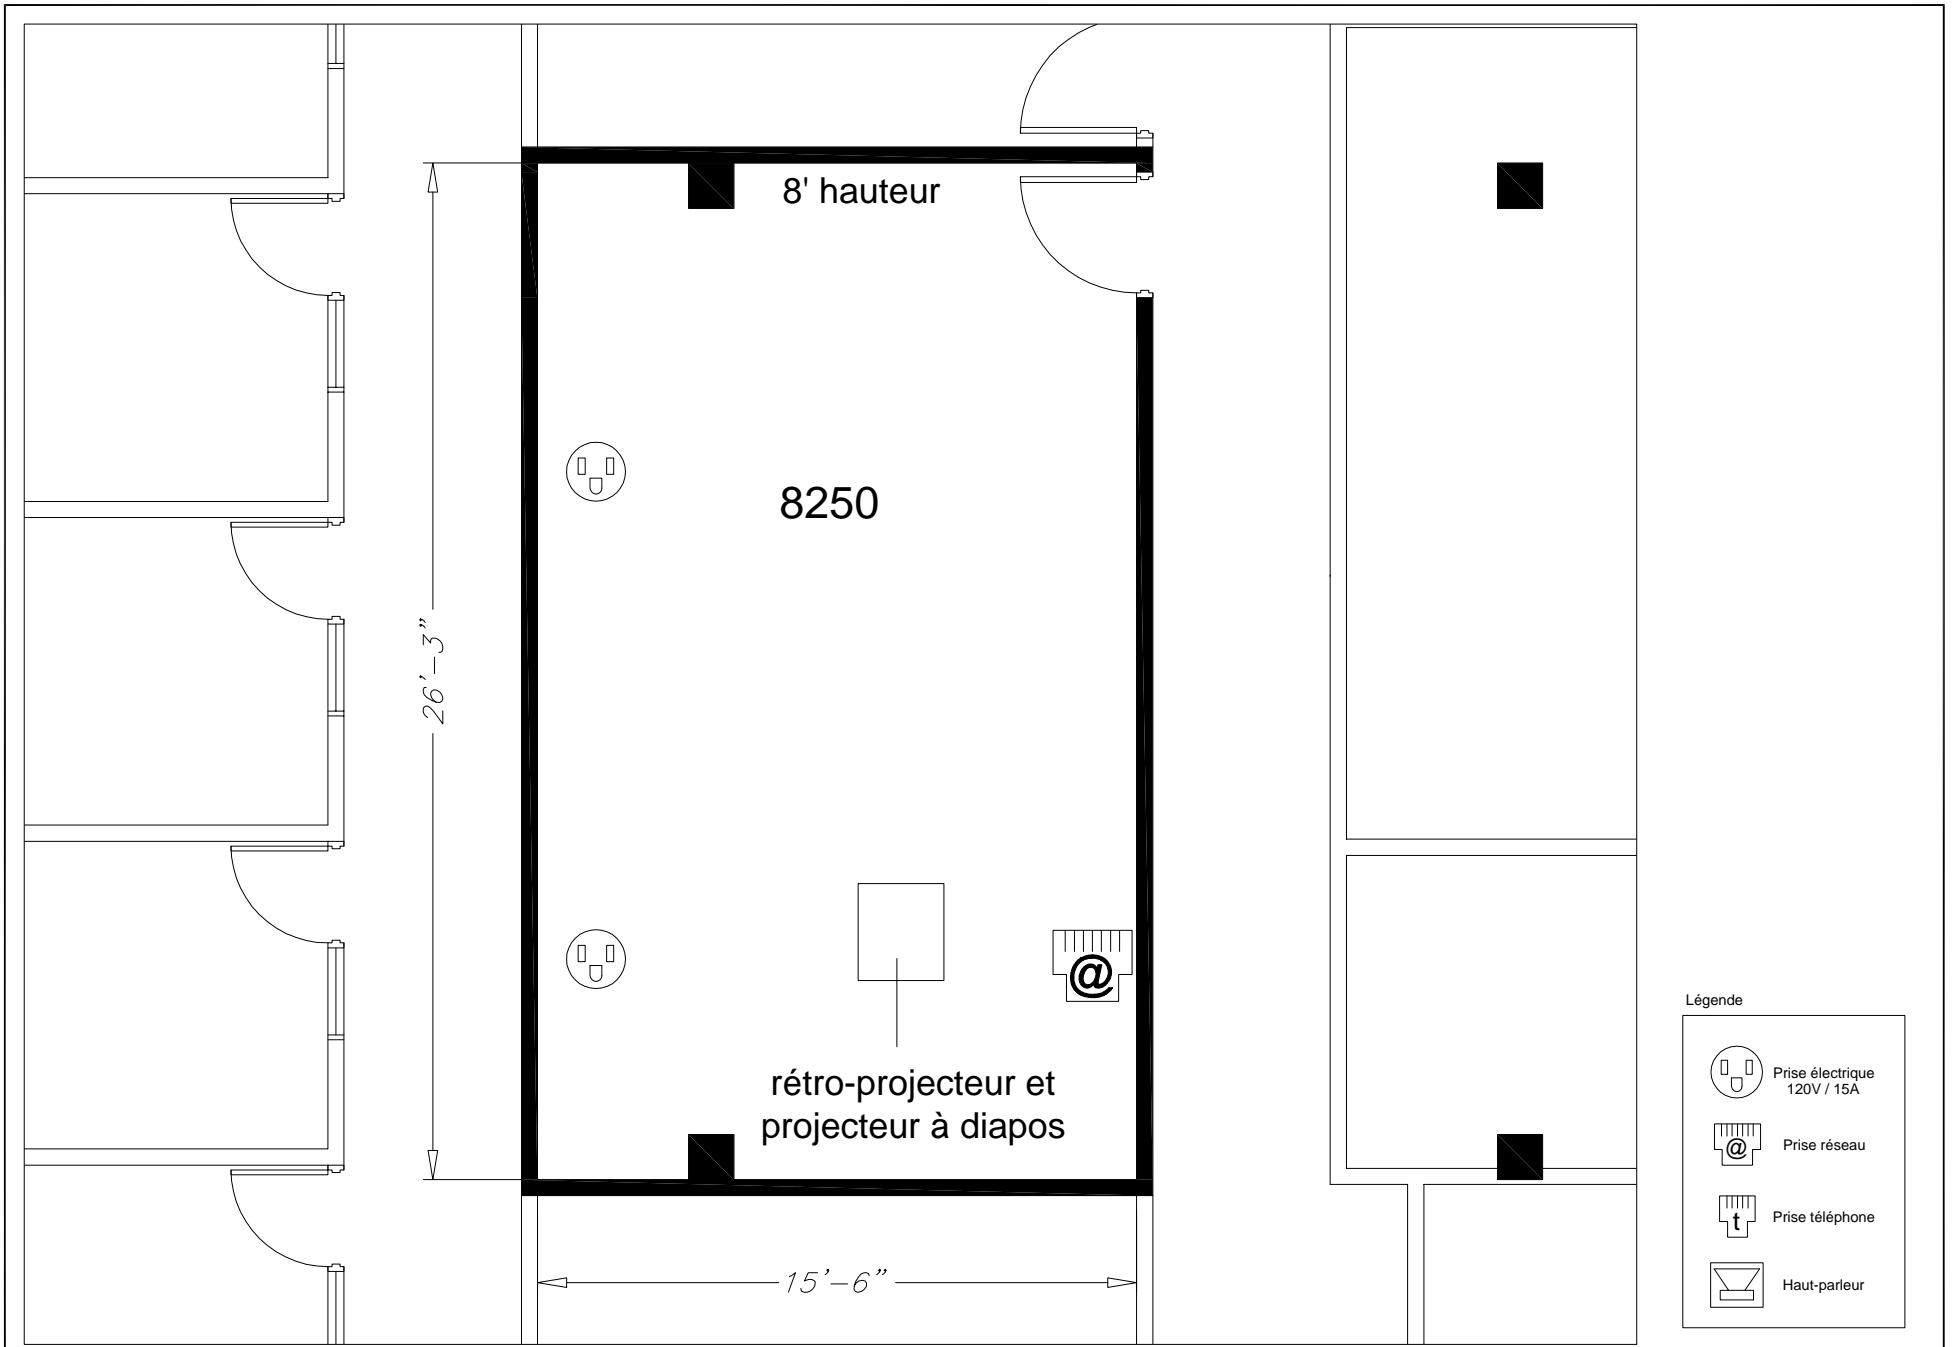 8' hauteur
8250
26'-3"
rétro-projecteur et
projecteur à diapos
15'-6"
Légende
Prise électrique
120V / 15A
@
@
Prise réseau
t
Prise téléphone
Haut-parleur